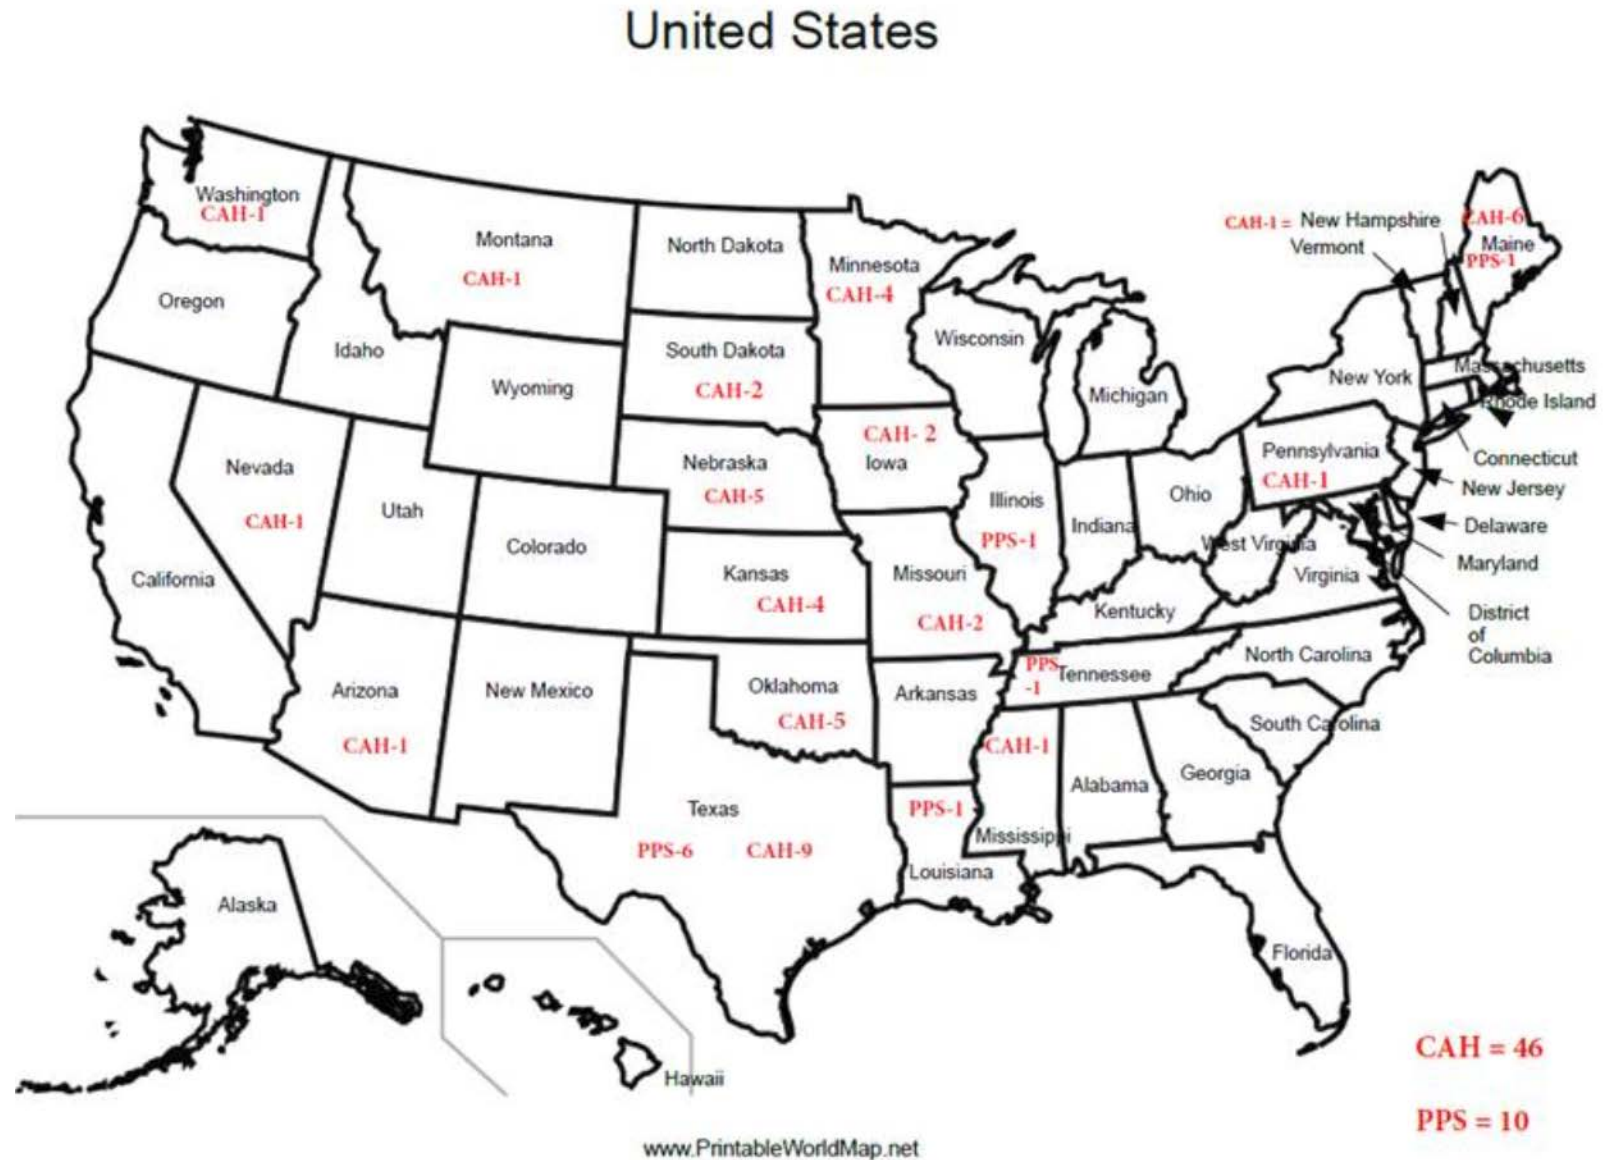 United States
Washington
CAH-1
Montana
CAH-1
North Dakota
Minnesota
CAH-4
CAH-1 = New Hampshire
Vermont
CAH-6
Maine
PPS-1
Oregon
Idaho
Wyoming
South Dakota
CAH-2
Wisconsin
Michigan
New York
Massachusetts
Rhode Island
Connecticut
New Jersey
Delaware
Maryland
District
of
Columbia
Nevada
CAH-1
Utah
Colorado
California
Nebraska
CAH-5
CAH- 2
Iowa
Illinois
PPS-1
Indiana
Ohio
Pennsylvania
CAH-1
West Virginia
Virginia
Kansas
CAH-4
Missouri
CAH-2
Kentucky
Arizona
CAH-1
New Mexico
Oklahoma
CAH-5
Arkansas
PPS
-1
Tennessee
North Carolina
South Carolina
Texas
PPS-6 CAH-9
PPS-1
Louisiana
CAH-1
Mississippi
Alabama
Georgia
Florida
Alaska
Hawaii
CAH = 46
PPS = 10
www.PrintableWorldMap.net